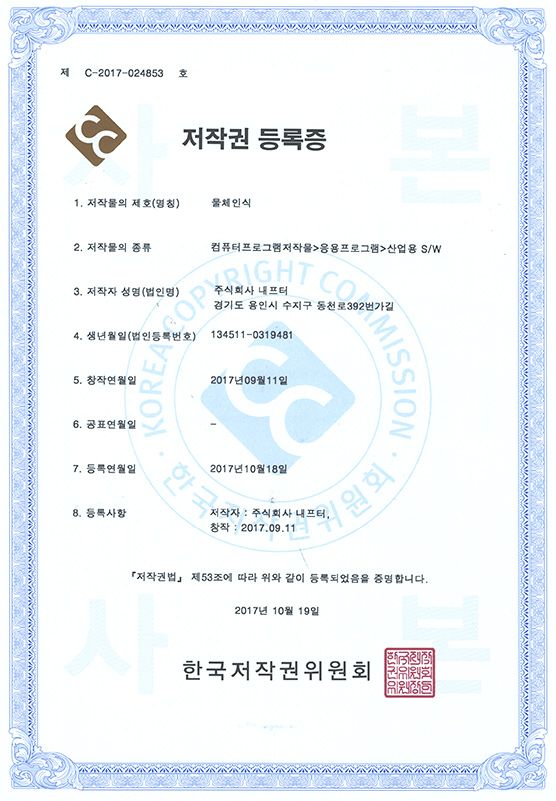 제 C-2017-024853 호
저작권 등록증
1. 저작물의 제호(명칭) 물체인식
2. 저작물의 종류 컴퓨터프로그램저작물>응용프로그램>산업용 S/W
3. 저작자 성명(법인명) 주식회사 내프터
경기도 용인시 수지구 동천로392번가길
4. 생년월일(법인등록번호) 134511-0319481
5. 창작연월일 2017년09월11일
6. 공표연월일 -
7. 등록연월일 2017년10월18일
8. 등록사항 저작자 : 주식회사 내프터,
창작 : 2017.09.11
『저작권법』 제53조에 따라 위와 같이 등록되었음을 증명합니다.
2017년 10월 19일
한국저작권위원회
사 본
KOREA COPYRIGHT COMMISSION
한국저작권위원회
사 본